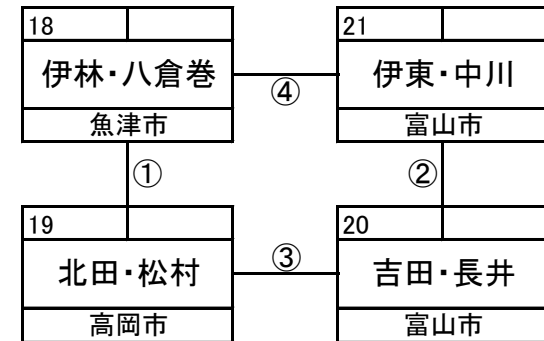 18
21
伊林・八倉巻
④
伊東・中川
魚津市
富山市
①
②
19
20
北田・松村
③
吉田・長井
高岡市
富山市